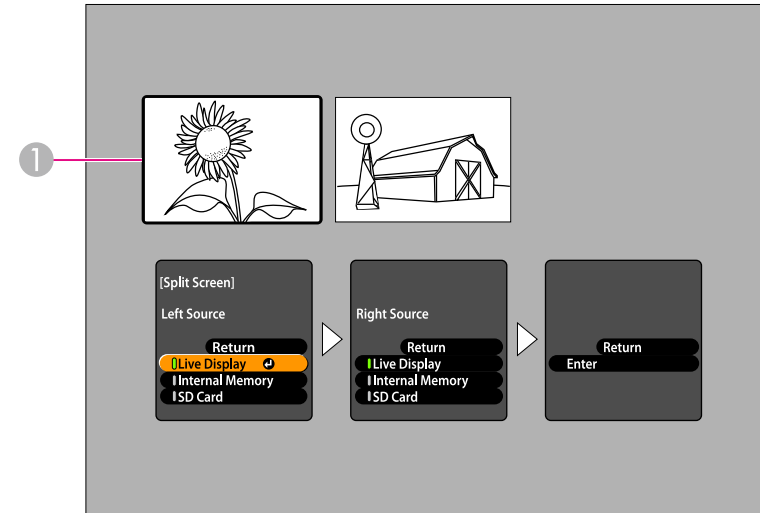 1
[Split Screen]
Left Source
Return
Live Display
Internal Memory
SD Card
Right Source
Return
Live Display
Internal Memory
SD Card
Return
Enter